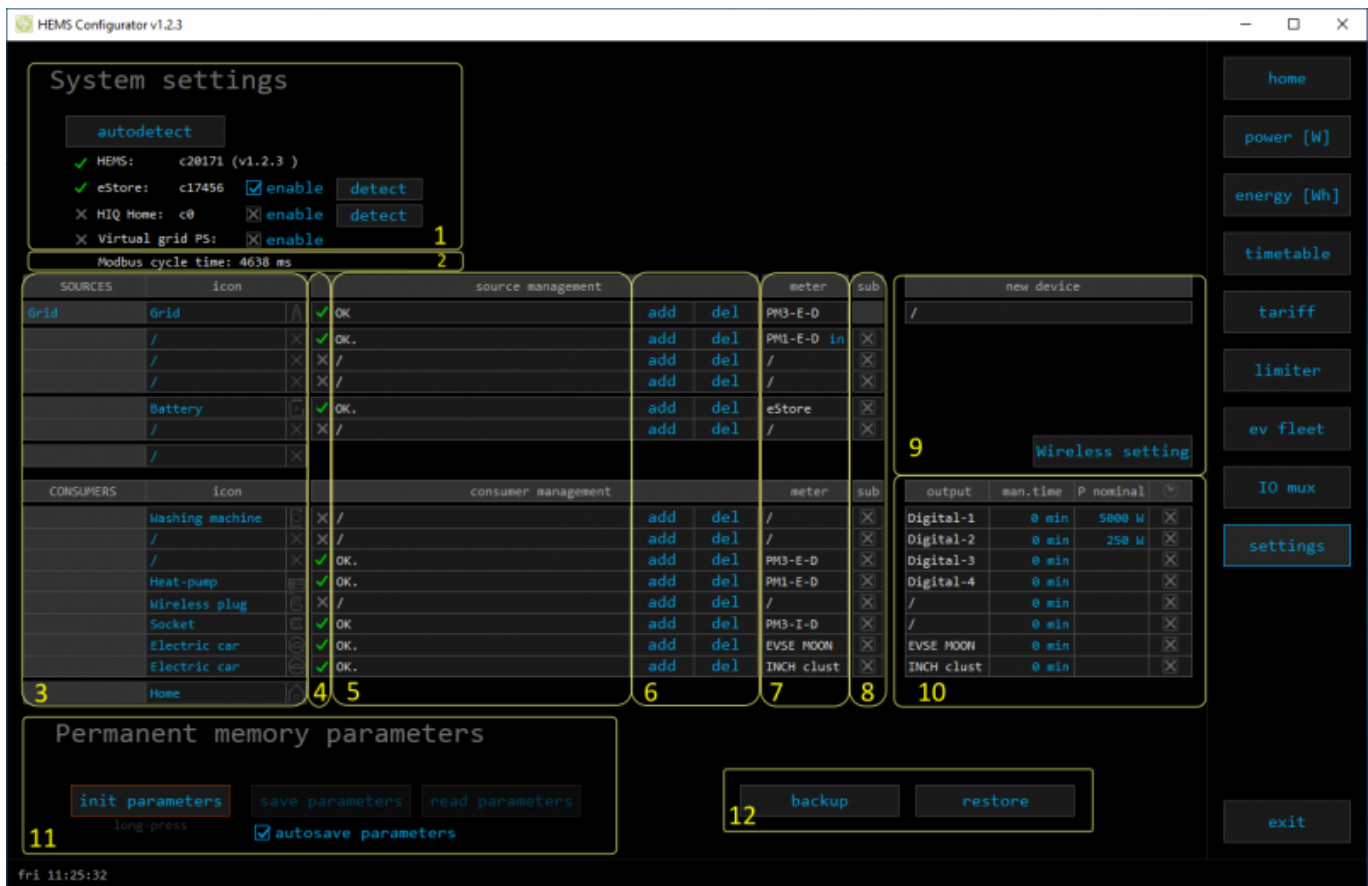 HEMS Configurator v1.2.3
System settings
home
autodetect
power [W]
HEMS: c20171 (v1.2.3 )
eStore: c17456 enable detect
energy [Wh]
HIQ Home: c0 enable detect
Virtual grid PS: enable 1
Modbus cycle time: 4638 ms 2
timetable
SOURCES icon source management meter sub new device
Grid Grid OK add del PM3-E-D /
tariff
/ OK. add del PM1-E-D in
/ / add del /
/ / add del /
limiter
Battery OK. add del eStore
/ / add del /
ev fleet
/ 9 Wireless setting
CONSUMERS icon consumer management meter sub output man.time P nominal
IO mux
Washing machine / add del / Digital-1 0 min 5000 W
/ / add del / Digital-2 0 min 250 W
settings
/ OK. add del PM3-E-D Digital-3 0 min
Heat-pump OK. add del PM1-E-D Digital-4 0 min
Wireless plug / add del / / 0 min
Socket OK add del PM3-I-D / 0 min
Electric car OK. add del EVSE MOON EVSE MOON 0 min
Electric car OK. add del INCH clust INCH clust 0 min
3 Home 4 5 6 7 8 10
Permanent memory parameters
init parameters save parameters read parameters
long-press
autosave parameters
11
backup restore
12
exit
fri 11:25:32